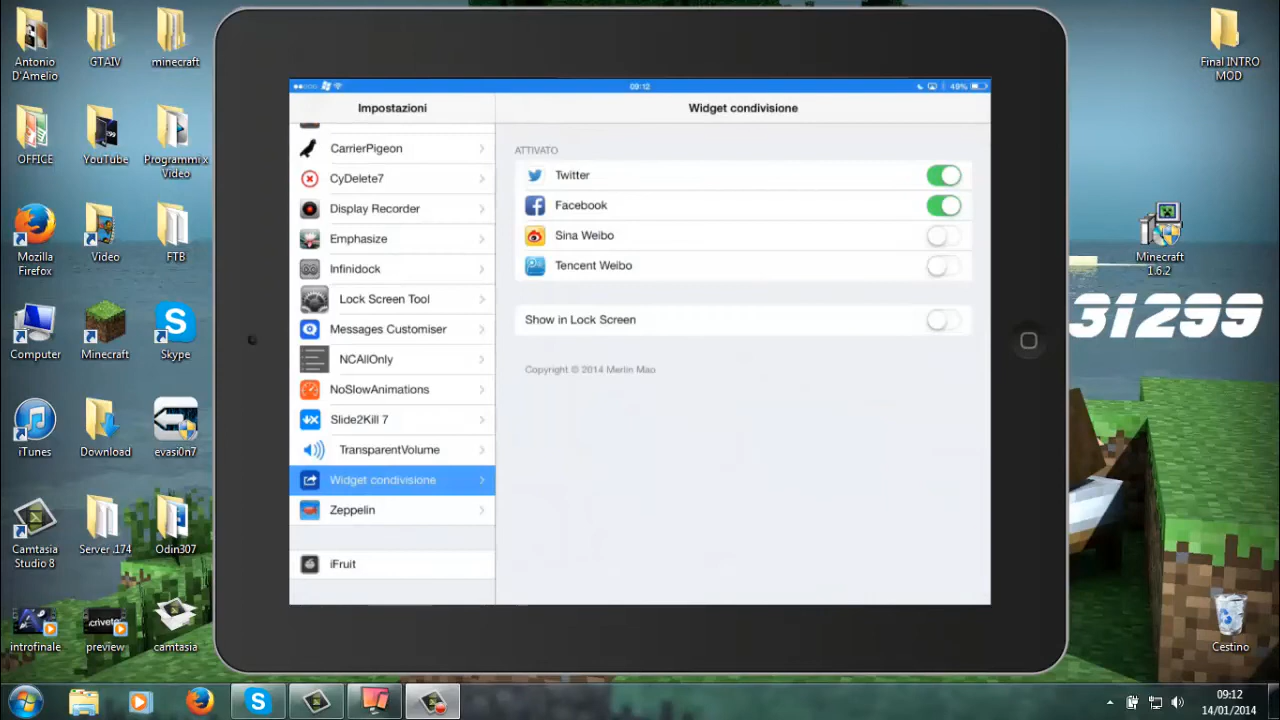 Antonio
D'Amelio
GTAIV
minecraft
OFFICE
YouTube
Programmi x
Video
Mozilla
Firefox
Video
FTB
Computer
Minecraft
Skype
iTunes
Download
evasi0n7
Camtasia
Studio 8
Server .174
Odin307
introfinale
preview
camtasia
09:12
49%
Impostazioni
CarrierPigeon
CyDelete7
Display Recorder
Emphasize
Infinidock
Lock Screen Tool
Messages Customiser
NCAllOnly
NoSlowAnimations
Slide2Kill 7
TransparentVolume
Widget condivisione
Zeppelin
iFruit
Widget condivisione
ATTIVATO
Twitter
Facebook
Sina Weibo
Tencent Weibo
Show in Lock Screen
Copyright © 2014 Merlin Mao
Final INTRO
MOD
Minecraft
1.6.2
31299
Cestino
09:12
14/01/2014